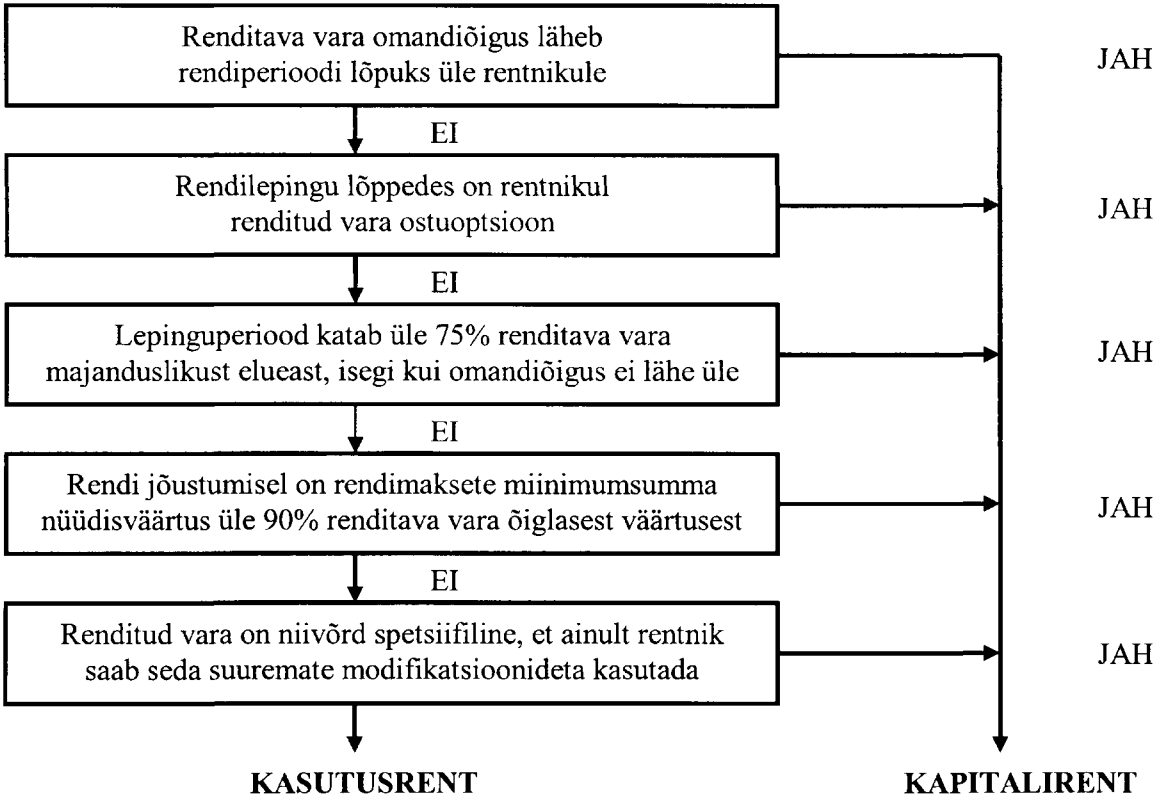 Renditava vara omandiõigus läheb
rendiperioodi lõpuks üle rentnikule
JAH
EI
Rendilepingu lõppedes on rentnikul
renditud vara ostuoptsioon
JAH
EI
Lepinguperiood katab üle 75% renditava vara
majanduslikust elueast, isegi kui omandiõigus ei lähe üle
JAH
EI
Rendi jõustumisel on rendimaksete miinimumsumma
nüüdisväärtus üle 90% renditava vara õiglasest väärtusest
JAH
EI
Renditud vara on niivõrd spetsiifiline, et ainult rentnik
saab seda suuremate modifikatsioonideta kasutada
JAH
KASUTUSRENT
KAPITALIRENT